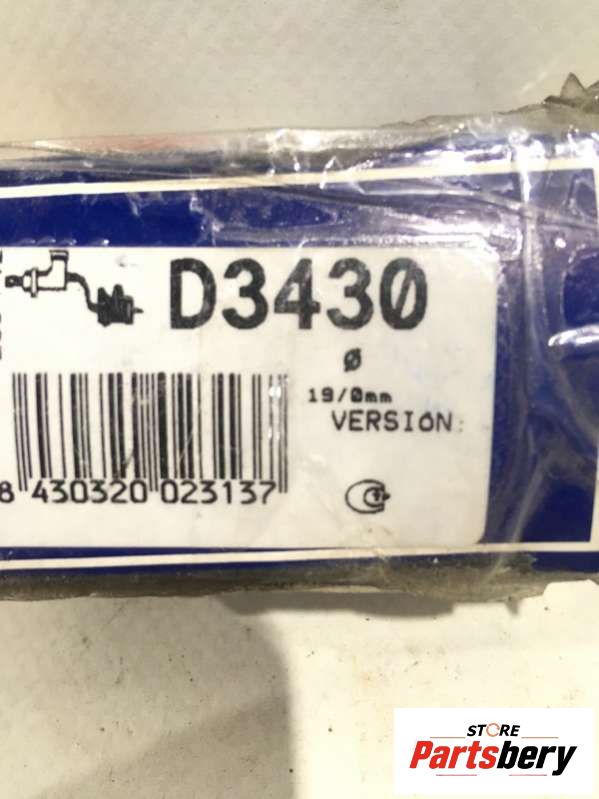 D3430
Ø
19/0mm
VERSION:
8 430320 023137
STORE
Partsbery